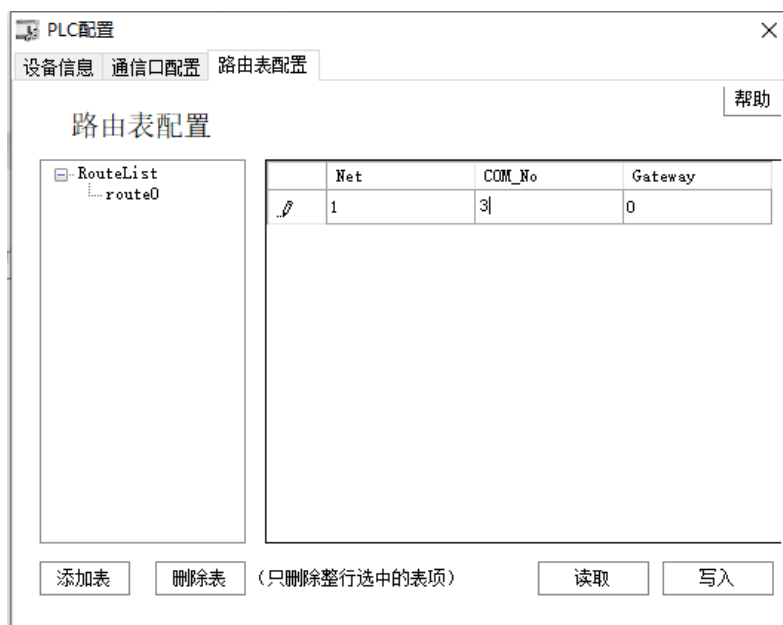 PLC配置
设备信息 通信口配置 路由表配置
帮助
路由表配置
RouteList
route0
Net COM_No Gateway
1 3 0
添加表 删除表 (只删除整行选中的表项) 读取 写入